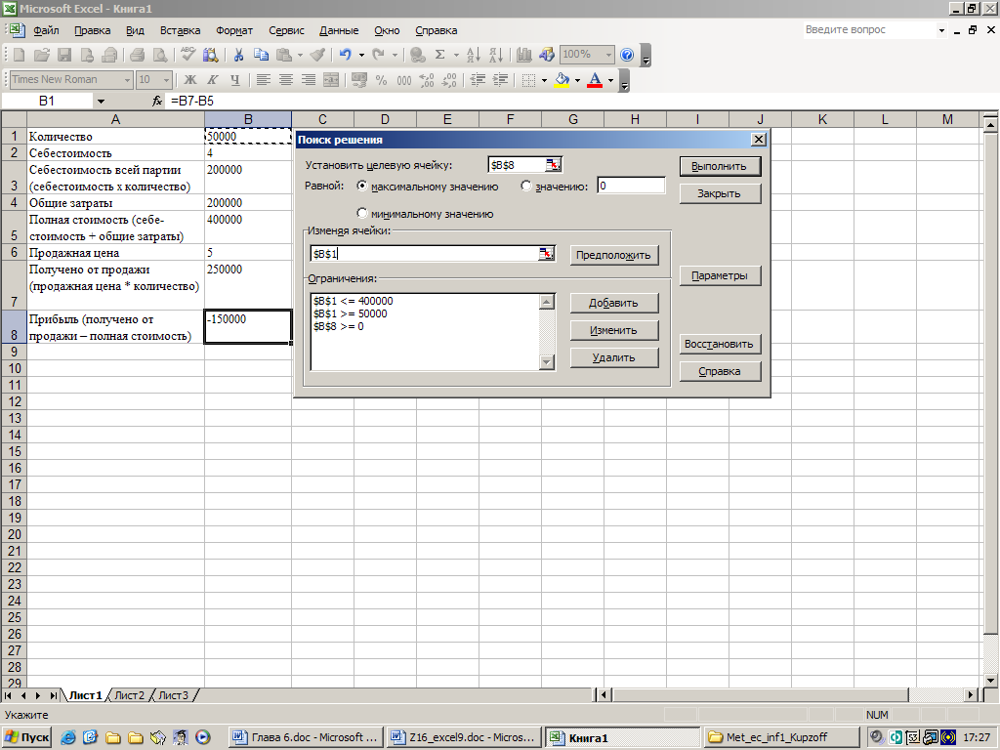 Microsoft Excel - Книга1
Файл Правка Вид Вставка Формат Сервис Данные Окно Справка Введите вопрос
Σ 100%
Times New Roman 10 Ж К Ч % 000
B1 fx =B7-B5
A B C D E F G H I J K L M
1 Количество 50000
2 Себестоимость 4
Себестоимость всей партии 200000
3 (себестоимость х количество)
4 Общие затраты 200000
Полная стоимость (себе- 400000
5 стоимость + общие затраты)
6 Продажная цена 5
Получено от продажи 250000
(продажная цена * количество)
7
Прибыль (получено от -150000
8 продажи – полная стоимость)
9
10
11
12
13
14
15
16
17
18
19
20
21
22
23
24
25
26
27
28
29
Поиск решения
Установить целевую ячейку: $B$8 Выполнить
Равной: максимальному значению значению: 0 Закрыть
минимальному значению
Изменяя ячейки:
$B$1 Предположить
Параметры
Ограничения:
$B$1 <= 400000 Добавить
$B$1 >= 50000
$B$8 >= 0 Изменить
Восстановить
Удалить
Справка
Лист1 Лист2 Лист3
Укажите NUM
Пуск Глава 6.doc - Microsoft ... Z16_excel9.doc - Micros... Книга1 Met_ec_inf1_Kupzoff 17:27